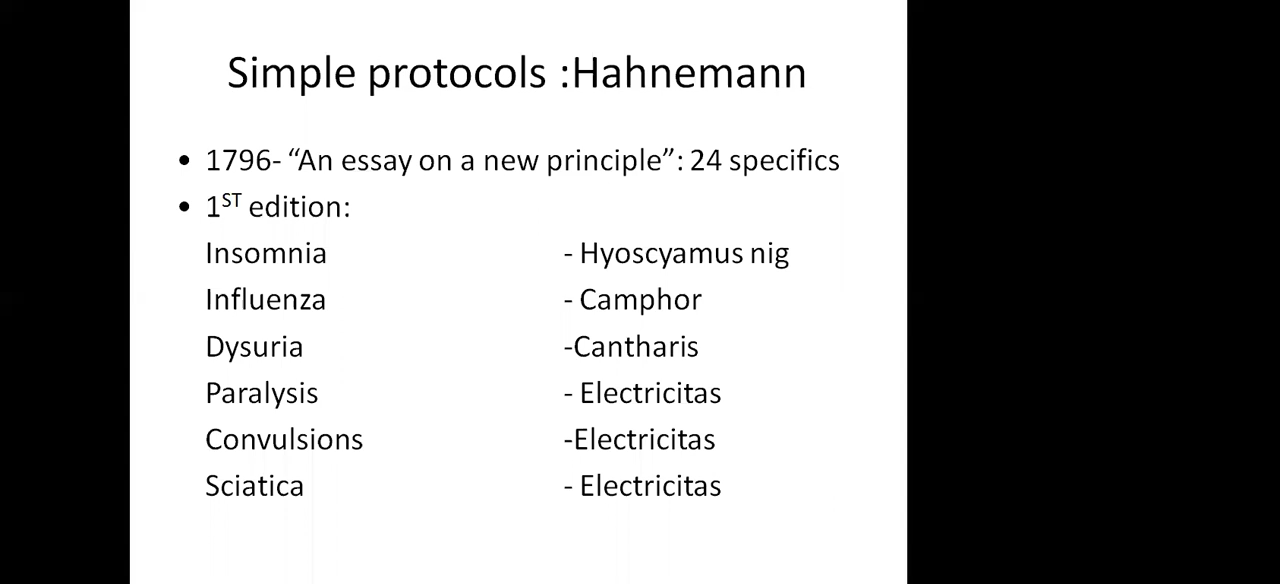 Simple protocols :Hahnemann
• 1796- “An essay on a new principle”: 24 specifics
• 1ST edition:
Insomnia - Hyoscyamus nig
Influenza - Camphor
Dysuria -Cantharis
Paralysis - Electricitas
Convulsions -Electricitas
Sciatica - Electricitas